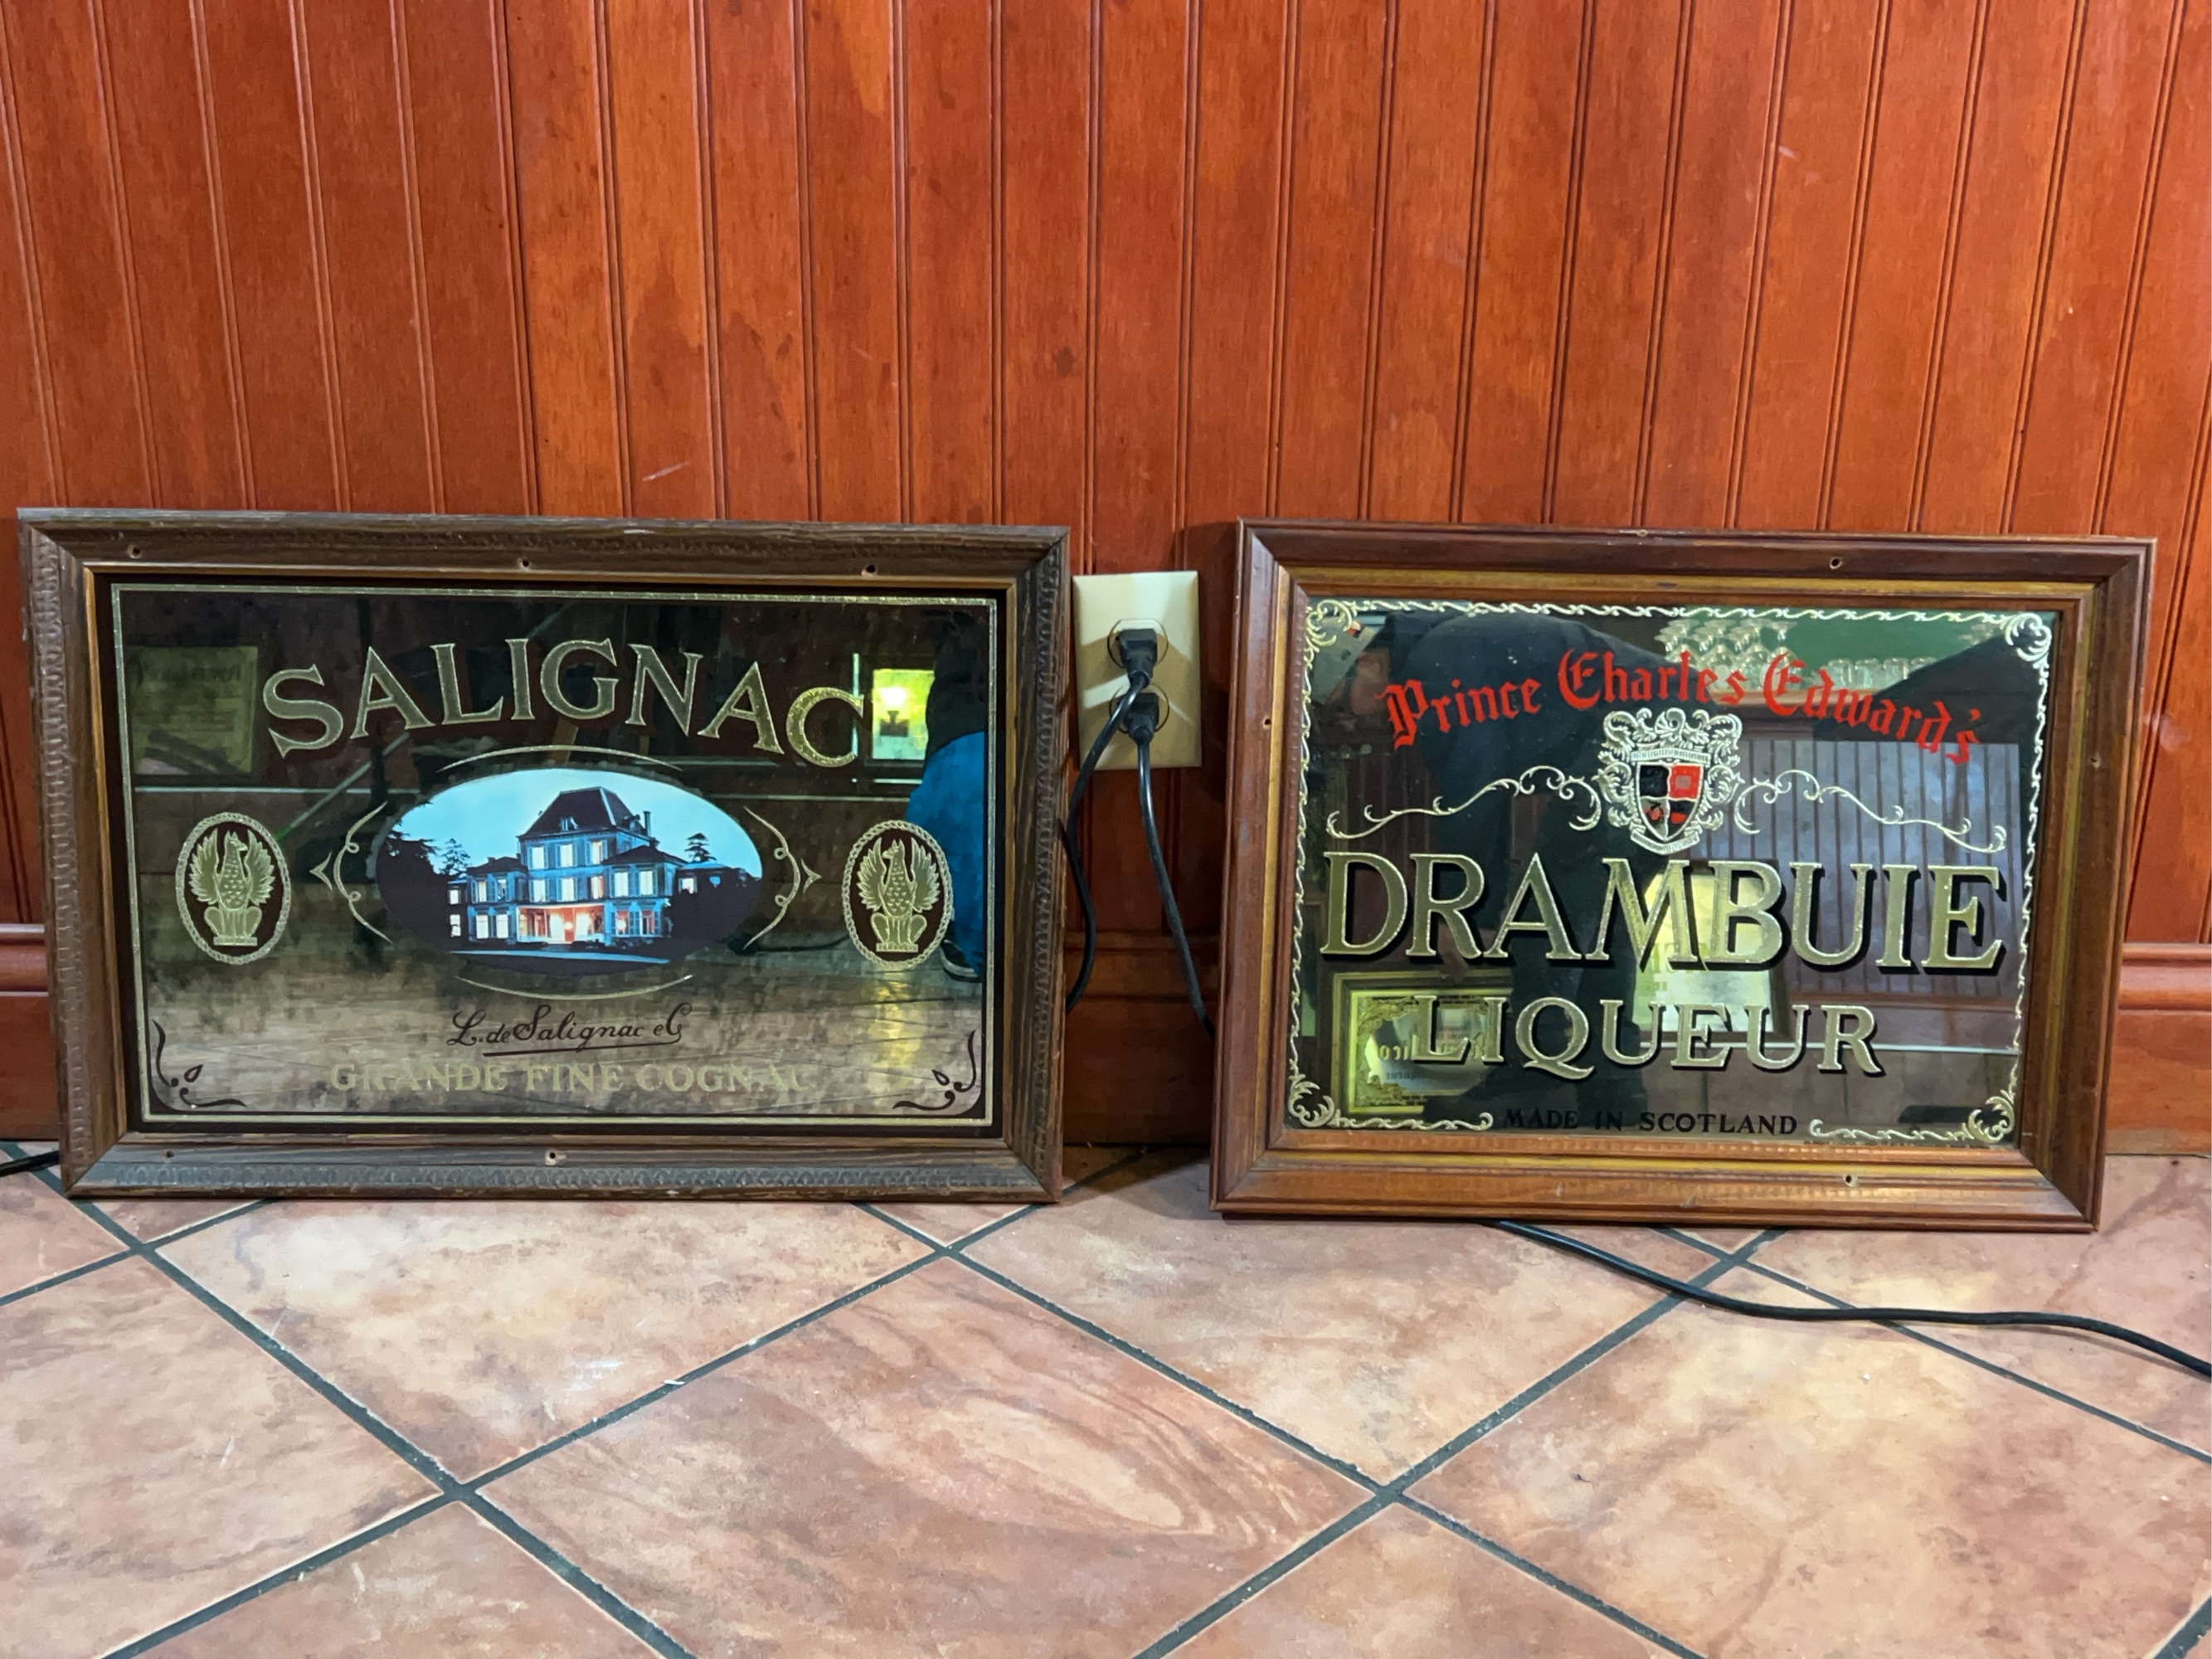 SALIGNAC
L. de Salignac & C
GRANDE FINE COGNAC
Prince Charles Edward's
DRAMBUIE
LIQUEUR
MADE IN SCOTLAND